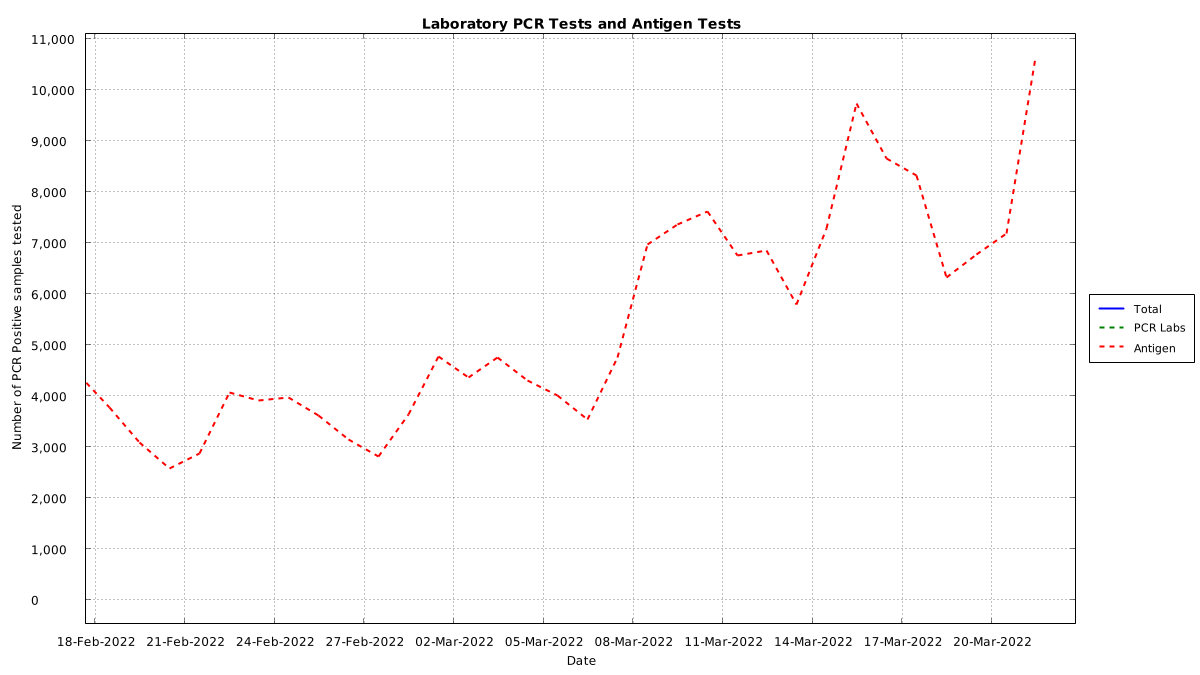 Laboratory PCR Tests and Antigen Tests
11,000
10,000
9,000
8,000
7,000
6,000
5,000
4,000
3,000
2,000
1,000
0
Number of PCR Positive samples tested
18-Feb-2022 21-Feb-2022 24-Feb-2022 27-Feb-2022 02-Mar-2022 05-Mar-2022 08-Mar-2022 11-Mar-2022 14-Mar-2022 17-Mar-2022 20-Mar-2022
Date
Total
PCR Labs
Antigen